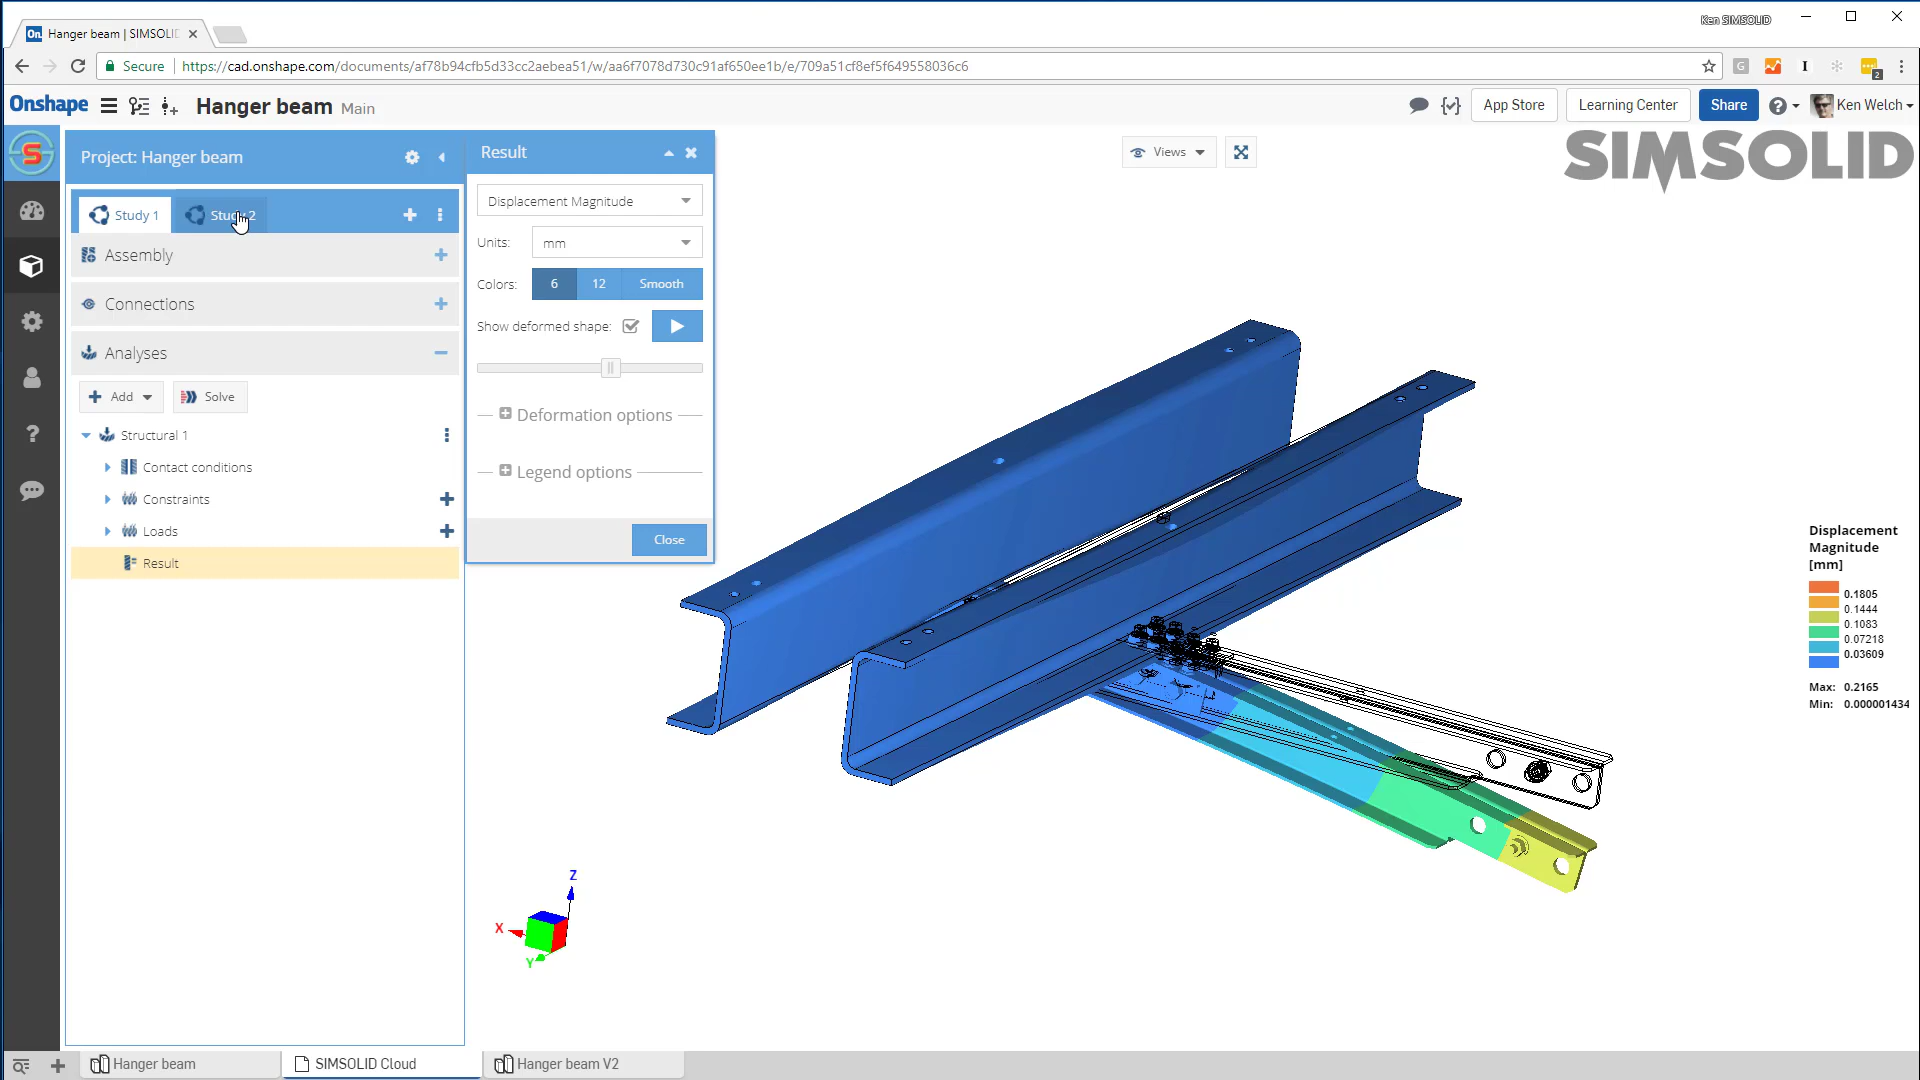 Ken SIMSOLID
Hanger beam | SIMSOLID
Secure
https://cad.onshape.com/documents/af78b94cfb5d33cc2aebea51/w/aa6f7078d730c91af650ee1b/e/709a51cf8ef5f649558036c6
Onshape
Hanger beam Main
App Store
Learning Center
Share
Ken Welch
SIMSOLID
Project: Hanger beam
Study 1
Study 2
Assembly
Connections
Analyses
Add
Solve
Structural 1
Contact conditions
Constraints
Loads
Result
Result
Displacement Magnitude
Units: mm
Colors: 6 12 Smooth
Show deformed shape:
Deformation options
Legend options
Close
Views
Displacement
Magnitude
[mm]
0.1805
0.1444
0.1083
0.07218
0.03609
Max: 0.2165
Min: 0.000001434
Z
X
Y
Hanger beam
SIMSOLID Cloud
Hanger beam V2